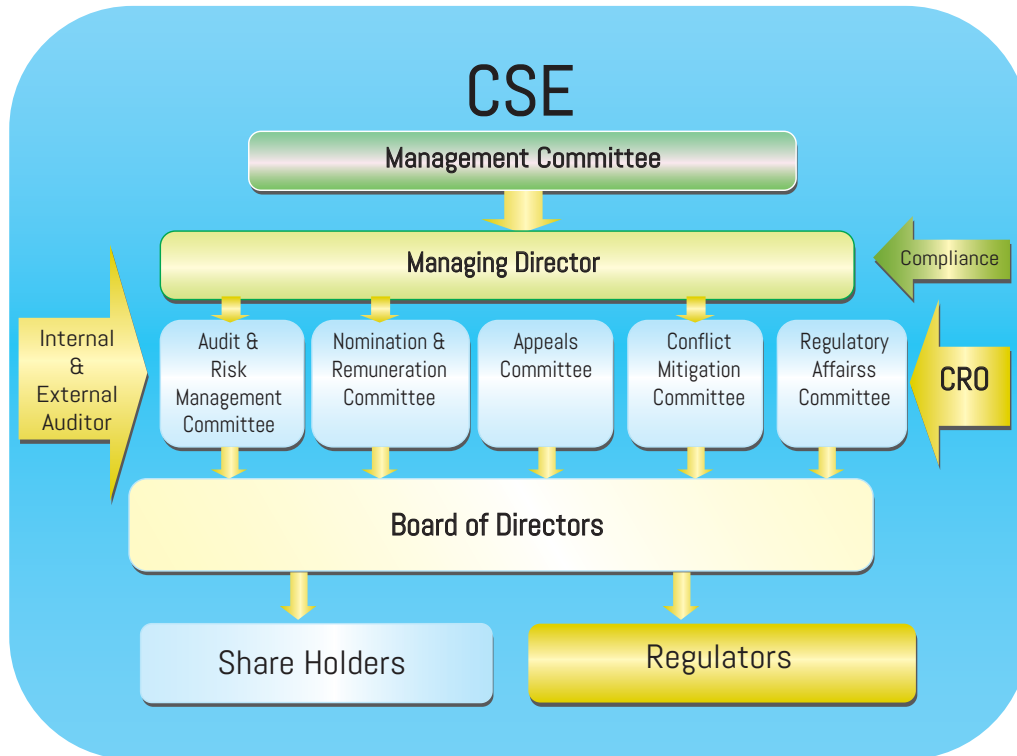 CSE
Management Committee
Managing Director
Compliance
Internal
&
External
Auditor
Audit &
Risk
Management
Committee
Nomination &
Remuneration
Committee
Appeals
Committee
Conflict
Mitigation
Committee
Regulatory
Affairss
Committee
CRO
Board of Directors
Share Holders
Regulators